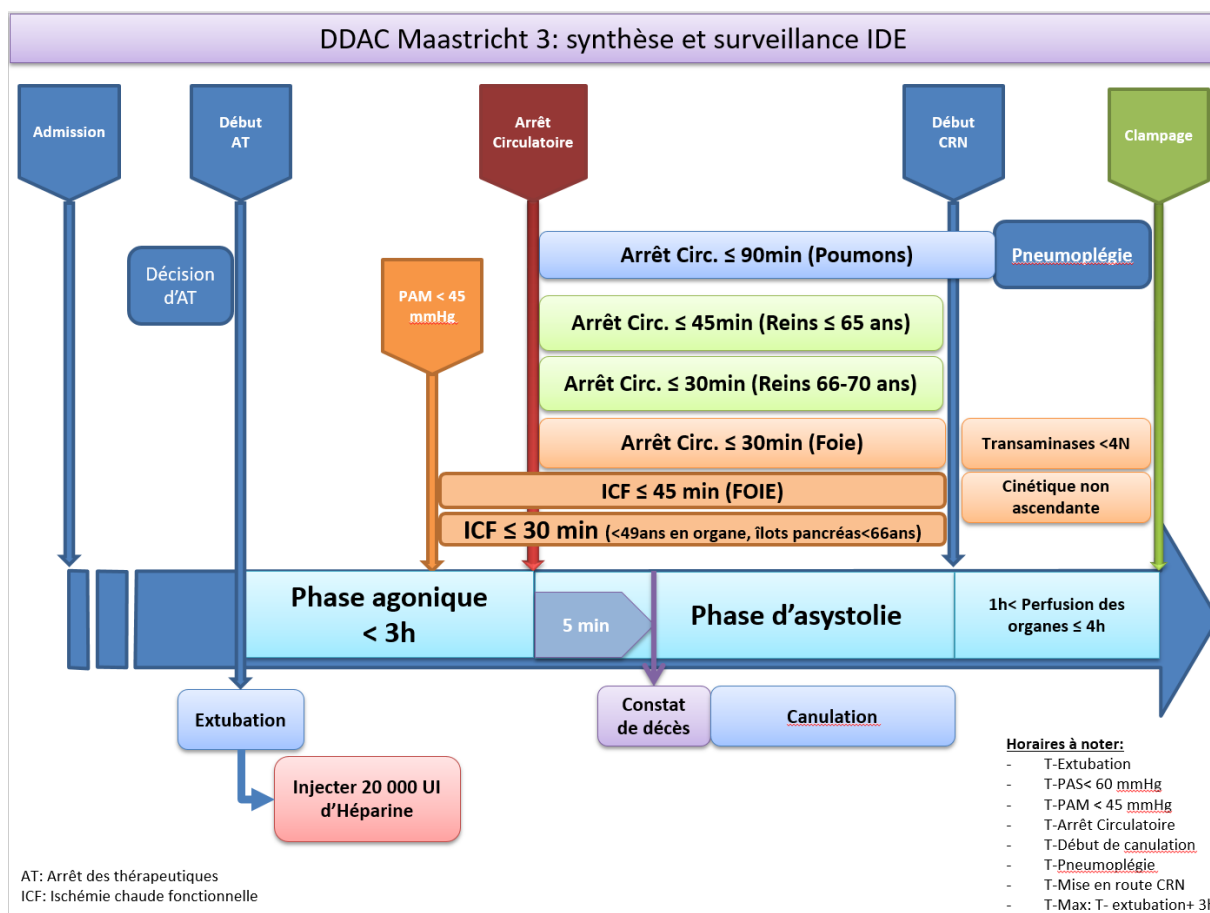 DDAC Maastricht 3: synthèse et surveillance IDE
Admission
Début
AT
Arrêt
Circulatoire
Début
CRN
Clampage
Décision
d'AT
PAM < 45
mmHg
Arrêt Circ. ≤ 90min (Poumons)
Pneumoplégie
Arrêt Circ. ≤ 45min (Reins ≤ 65 ans)
Arrêt Circ. ≤ 30min (Reins 66-70 ans)
Arrêt Circ. ≤ 30min (Foie)
Transaminases <4N
ICF ≤ 45 min (FOIE)
Cinétique non
ascendante
ICF ≤ 30 min (<49ans en organe, îlots pancréas<66ans)
Phase agonique
< 3h
5 min
Phase d'asystolie
1h< Perfusion des
organes ≤ 4h
Extubation
Constat
de décès
Canulation
Injecter 20 000 UI
d'Héparine
Horaires à noter:
- T-Extubation
- T-PAS< 60 mmHg
- T-PAM < 45 mmHg
- T-Arrêt Circulatoire
- T-Début de canulation
- T-Pneumoplégie
- T-Mise en route CRN
- T-Max: T- extubation+ 3h
AT: Arrêt des thérapeutiques
ICF: Ischémie chaude fonctionnelle